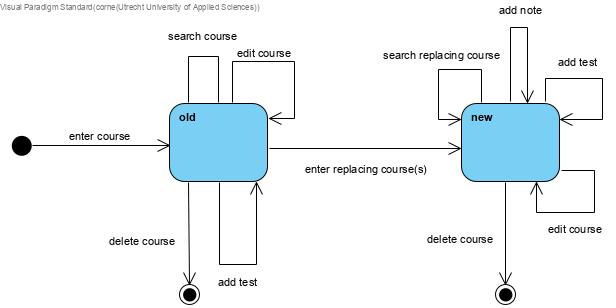 Visual Paradigm Standard(corne(Utrecht University of Applied Sciences))
add note
search course
edit course
search replacing course
add test
old
new
enter course
enter replacing course(s)
edit course
delete course
delete course
add test